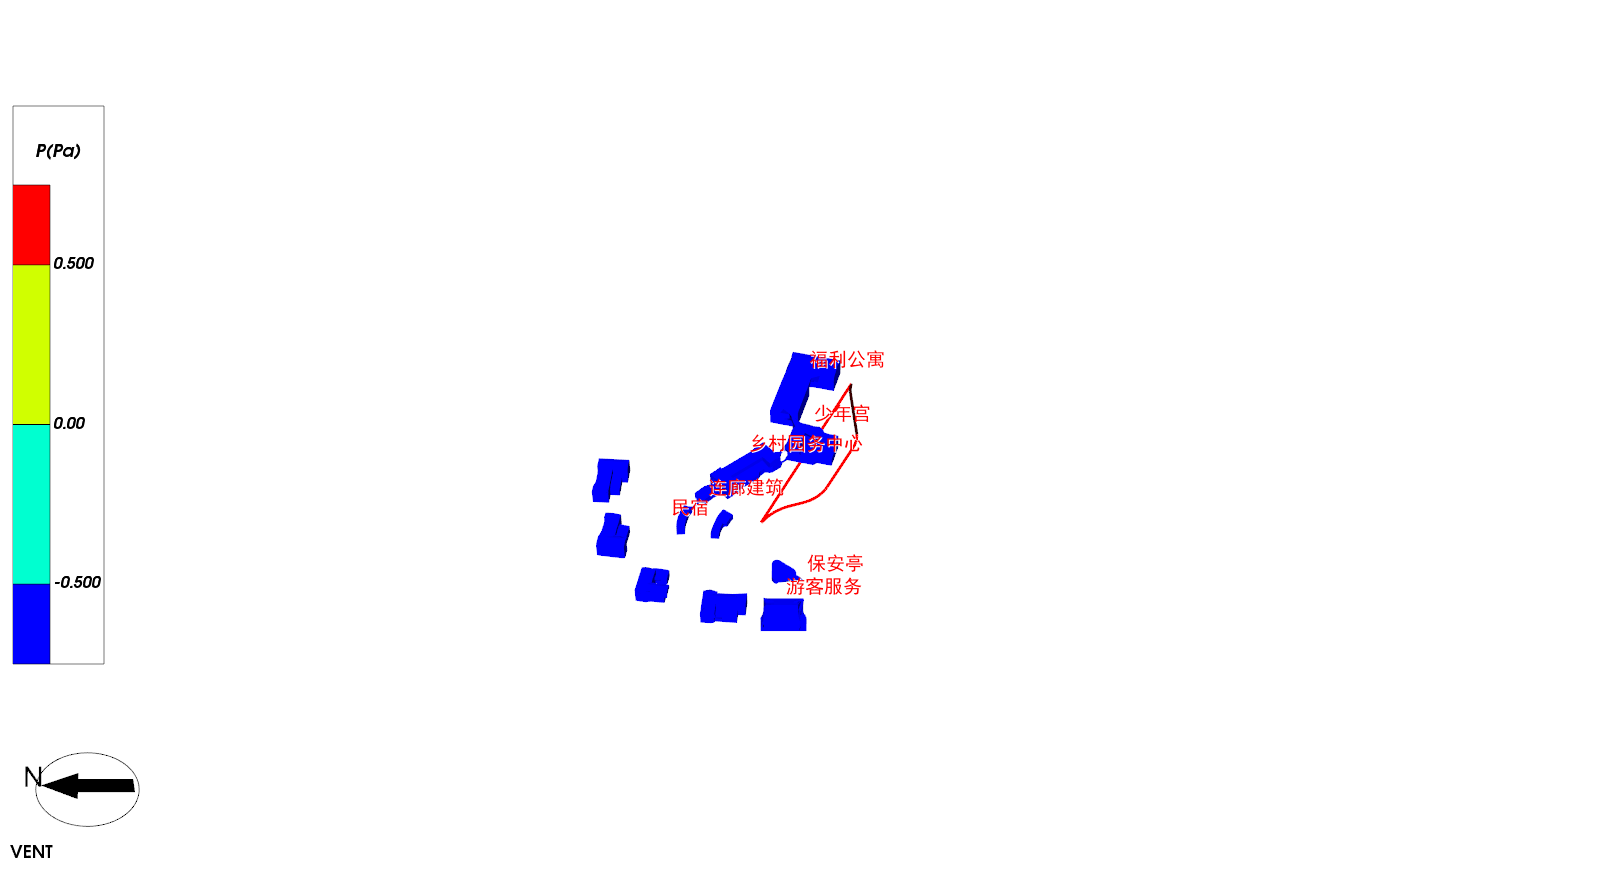 P(Pa)
0.500
0.00
-0.500
福利公寓
少年宫
乡村园务中心
连廊建筑
民宿
保安亭
游客服务
N
VENT